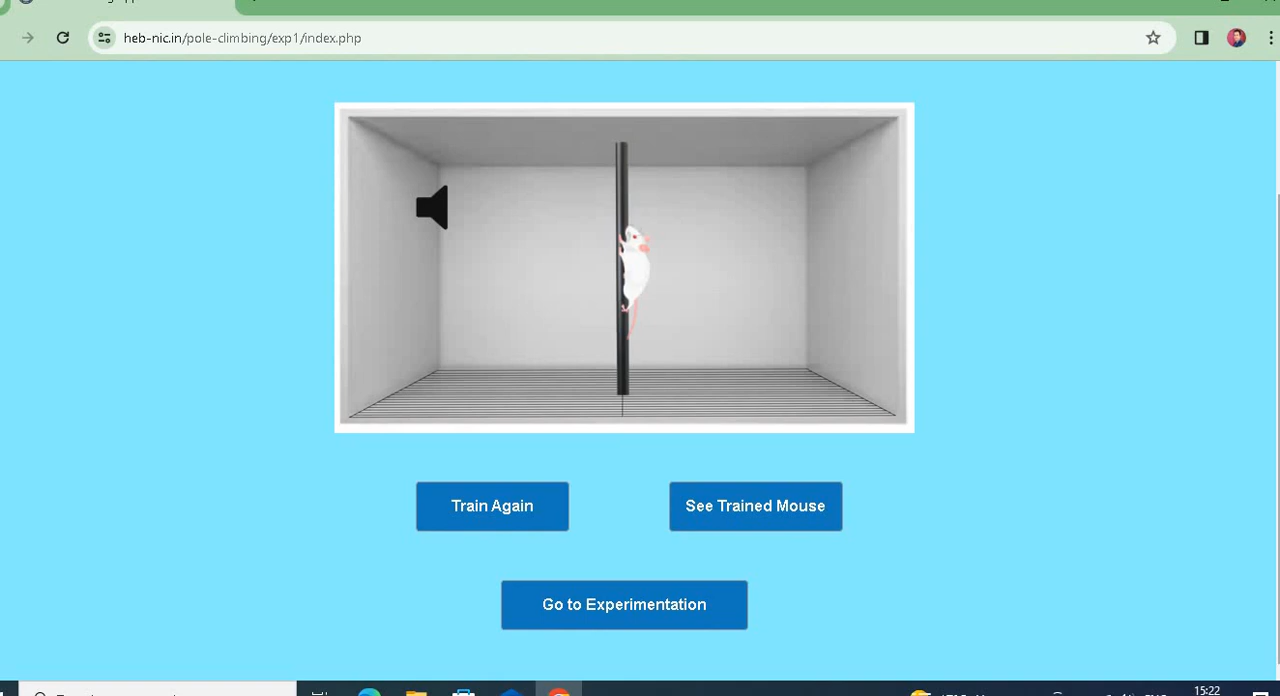 heb-nic.in/pole-climbing/exp1/index.php
Train Again
See Trained Mouse
Go to Experimentation
15:22